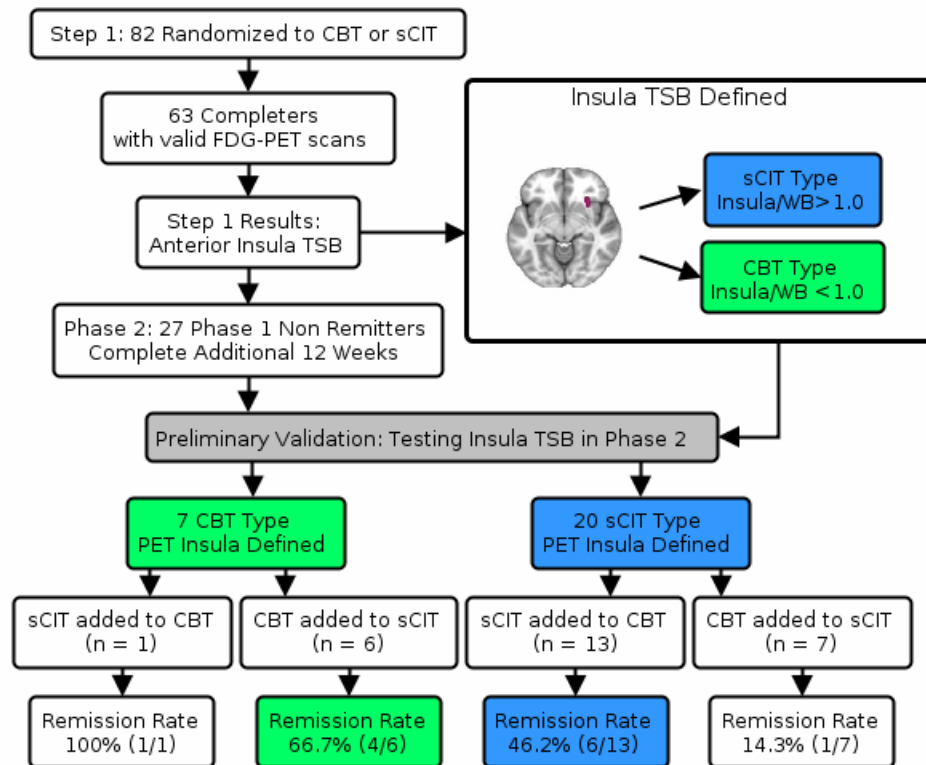 Step 1: 82 Randomized to CBT or sCIT
63 Completers
with valid FDG-PET scans
Step 1 Results:
Anterior Insula TSB
Insula TSB Defined
sCIT Type
Insula/WB>1.0
CBT Type
Insula/WB <1.0
Phase 2: 27 Phase 1 Non Remitters
Complete Additional 12 Weeks
Preliminary Validation: Testing Insula TSB in Phase 2
7 CBT Type
PET Insula Defined
20 sCIT Type
PET Insula Defined
sCIT added to CBT
(n = 1)
CBT added to sCIT
(n = 6)
sCIT added to CBT
(n = 13)
CBT added to sCIT
(n = 7)
Remission Rate
100% (1/1)
Remission Rate
66.7% (4/6)
Remission Rate
46.2% (6/13)
Remission Rate
14.3% (1/7)